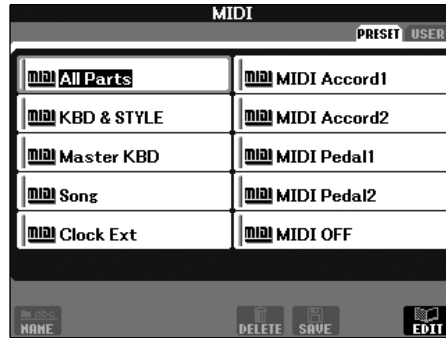 MIDI
PRESET USER
MIDI All Parts
MIDI MIDI Accord1
MIDI KBD & STYLE
MIDI MIDI Accord2
MIDI Master KBD
MIDI MIDI Pedal1
MIDI Song
MIDI MIDI Pedal2
MIDI Clock Ext
MIDI MIDI OFF
abc
NAME DELETE SAVE EDIT